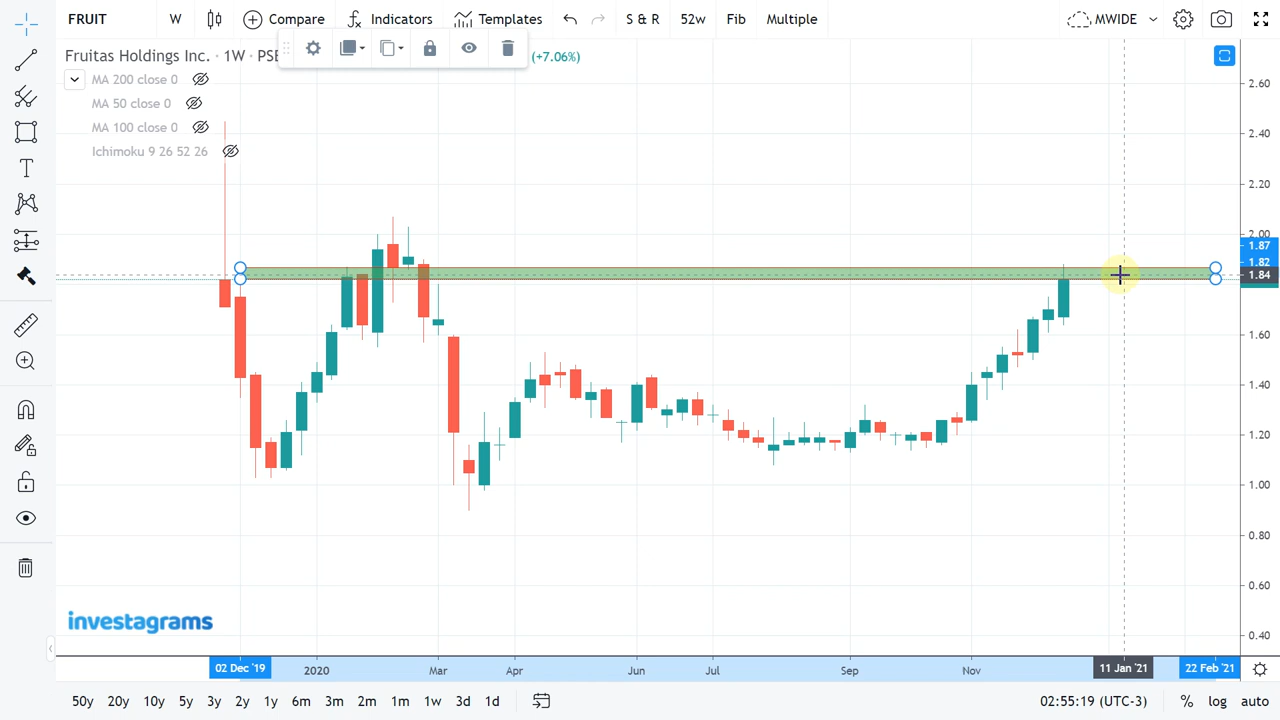 FRUIT W Compare Indicators Templates S & R 52w Fib Multiple MWIDE
Fruitas Holdings Inc. · 1W · PSE (+7.06%)
MA 200 close 0
MA 50 close 0
MA 100 close 0
Ichimoku 9 26 52 26
2.60
2.40
2.20
2.00
1.87
1.82
1.84
1.60
1.40
1.20
1.00
0.80
0.60
0.40
investagrams
02 Dec '19 2020 Mar Apr Jun Jul Sep Nov 11 Jan '21 22 Feb '21
50y 20y 10y 5y 3y 2y 1y 6m 3m 2m 1m 1w 3d 1d 02:55:19 (UTC-3) % log auto